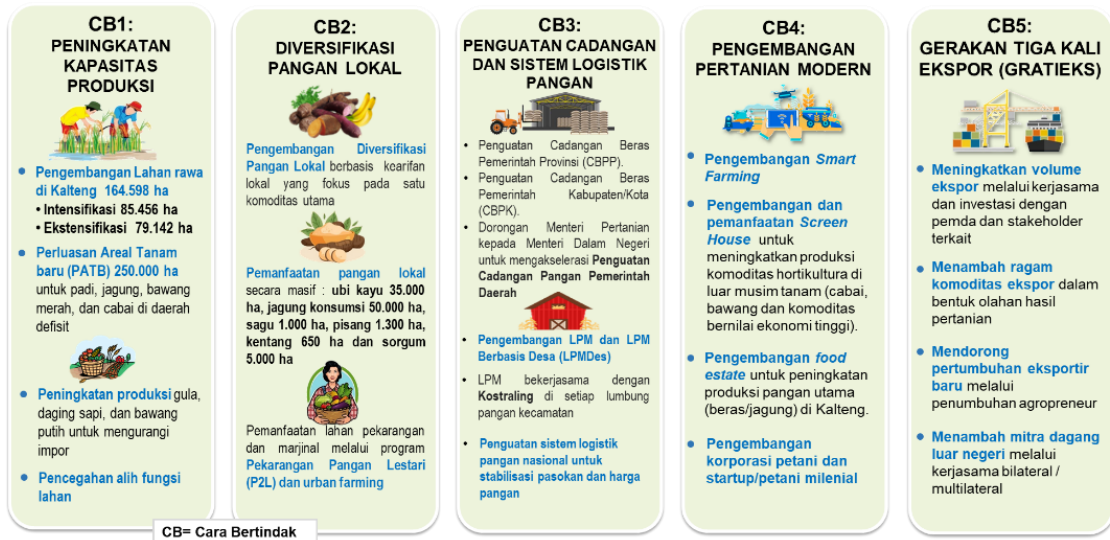 CB1:
PENINGKATAN
KAPASITAS
PRODUKSI
• Pengembangan Lahan rawa
di Kalteng 164.598 ha
• Intensifikasi 85.456 ha
• Ekstensifikasi 79.142 ha
• Perluasan Areal Tanam
baru (PATB) 250.000 ha
untuk padi, jagung, bawang
merah, dan cabai di daerah
defisit
• Peningkatan produksi gula,
daging sapi, dan bawang
putih untuk mengurangi
impor
• Pencegahan alih fungsi
lahan
CB2:
DIVERSIFIKASI
PANGAN LOKAL
Pengembangan Diversifikasi
Pangan Lokal berbasis kearifan
lokal yang fokus pada satu
komoditas utama
Pemanfaatan pangan lokal
secara masif : ubi kayu 35.000
ha, jagung konsumsi 50.000 ha,
sagu 1.000 ha, pisang 1.300 ha,
kentang 650 ha dan sorgum
5.000 ha
Pemanfaatan lahan pekarangan
dan marjinal melalui program
Pekarangan Pangan Lestari
(P2L) dan urban farming
CB3:
PENGUATAN CADANGAN
DAN SISTEM LOGISTIK
PANGAN
• Penguatan Cadangan Beras
Pemerintah Provinsi (CBPP).
• Penguatan Cadangan Beras
Pemerintah Kabupaten/Kota
(CBPK).
• Dorongan Menteri Pertanian
kepada Menteri Dalam Negeri
untuk mengakselerasi Penguatan
Cadangan Pangan Pemerintah
Daerah
• Pengembangan LPM dan LPM
Berbasis Desa (LPMDes)
• LPM bekerjasama dengan
Kostraling di setiap lumbung
pangan kecamatan
• Penguatan sistem logistik
pangan nasional untuk
stabilisasi pasokan dan harga
pangan
CB4:
PENGEMBANGAN
PERTANIAN MODERN
• Pengembangan Smart
Farming
• Pengembangan dan
pemanfaatan Screen
House untuk
meningkatkan produksi
komoditas hortikultura di
luar musim tanam (cabai,
bawang dan komoditas
bernilai ekonomi tinggi).
• Pengembangan food
estate untuk peningkatan
produksi pangan utama
(beras/jagung) di Kalteng.
• Pengembangan
korporasi petani dan
startup/petani milenial
CB5:
GERAKAN TIGA KALI
EKSPOR (GRATIEKS)
• Meningkatkan volume
ekspor melalui kerjasama
dan investasi dengan
pemda dan stakeholder
terkait
• Menambah ragam
komoditas ekspor dalam
bentuk olahan hasil
pertanian
• Mendorong
pertumbuhan eksportir
baru melalui
penumbuhan agropreneur
• Menambah mitra dagang
luar negeri melalui
kerjasama bilateral /
multilateral
CB= Cara Bertindak